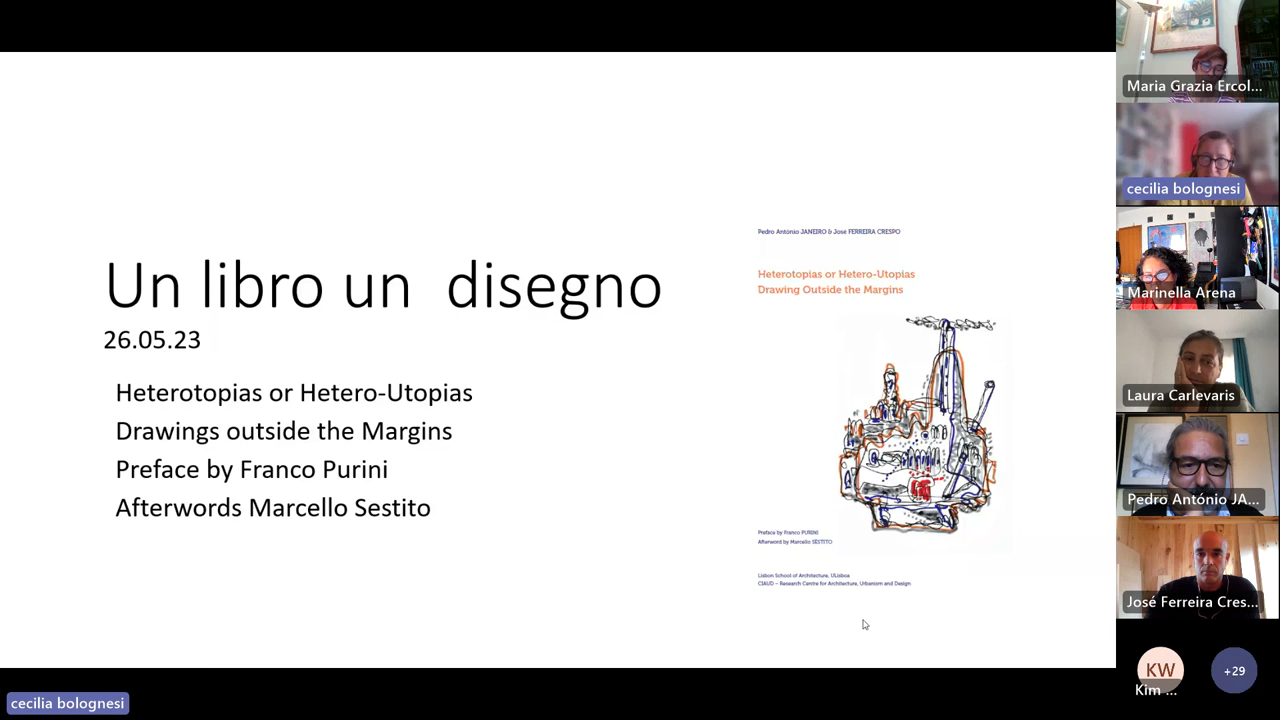 Un libro un disegno
26.05.23
Heterotopias or Hetero-Utopias
Drawings outside the Margins
Preface by Franco Purini
Afterwords Marcello Sestito
Pedro António JANEIRO & José FERREIRA CRESPO
Heterotopias or Hetero-Utopias
Drawing Outside the Margins
Preface by Franco PURINI
Afterword by Marcello SESTITO
Lisbon School of Architecture, ULisboa
CIAUD – Research Centre for Architecture, Urbanism and Design
Maria Grazia Ercol...
cecilia bolognesi
Marinella Arena
Laura Carlevaris
Pedro António JA...
José Ferreira Cres...
KW
Kim ...
+29
cecilia bolognesi